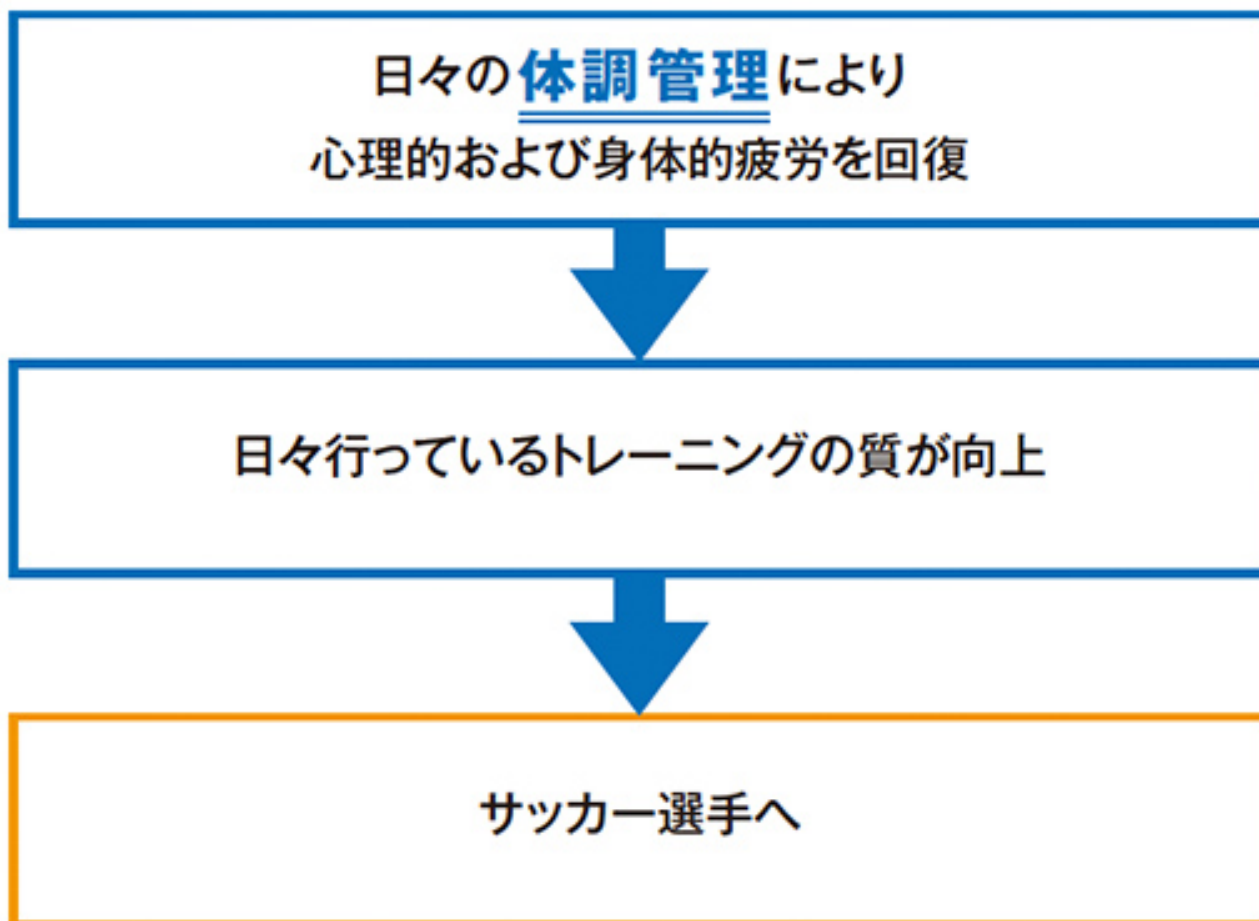 日々の体調管理により
心理的および身体的疲労を回復
日々行っているトレーニングの質が向上
サッカー選手へ